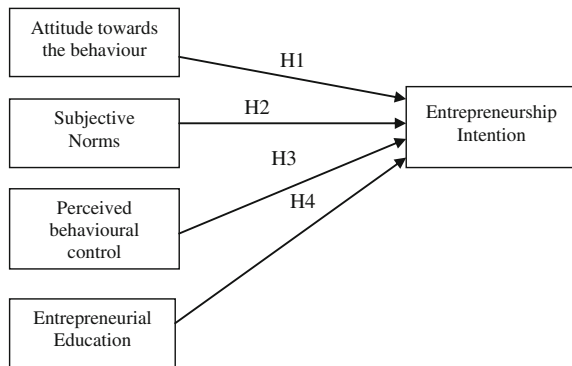 Attitude towards
the behaviour
H1
Subjective
Norms
H2
Entrepreneurship
Intention
H3
Perceived
behavioural
control
H4
Entrepreneurial
Education